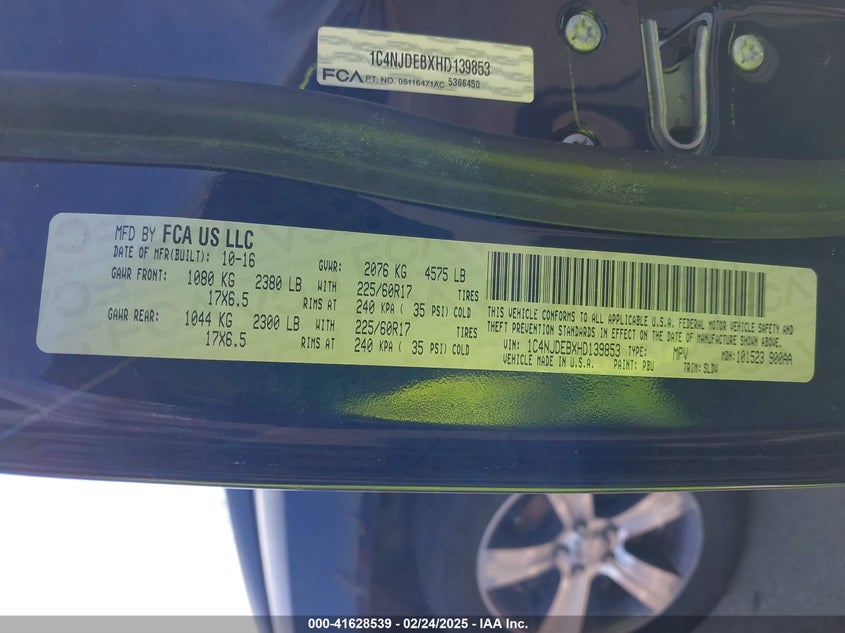 1C4NJDEBXHD139853
FCA PT. NO. 05116471AC 5366450
MFD BY FCA US LLC
DATE OF MFR(BUILT): 10-16 GVWR: 2076 KG 4575 LB
GAWR FRONT: 1080 KG 2380 LB WITH 225/60R17 TIRES
17X6.5 RIMS AT 240 KPA ( 35 PSI) COLD
GAWR REAR: 1044 KG 2300 LB WITH 225/60R17 TIRES
17X6.5 RIMS AT 240 KPA ( 35 PSI) COLD
THIS VEHICLE CONFORMS TO ALL APPLICABLE U.S.A. FEDERAL MOTOR VEHICLE SAFETY AND
THEFT PREVENTION STANDARDS IN EFFECT ON THE DATE OF MANUFACTURE SHOWN ABOVE.
VIN: 1C4NJDEBXHD139853 TYPE: MPV MDH: 101523 900AA
VEHICLE MADE IN U.S.A. PAINT: PBU TRIM: SLDV
000-41628539 - 02/24/2025 - IAA Inc.